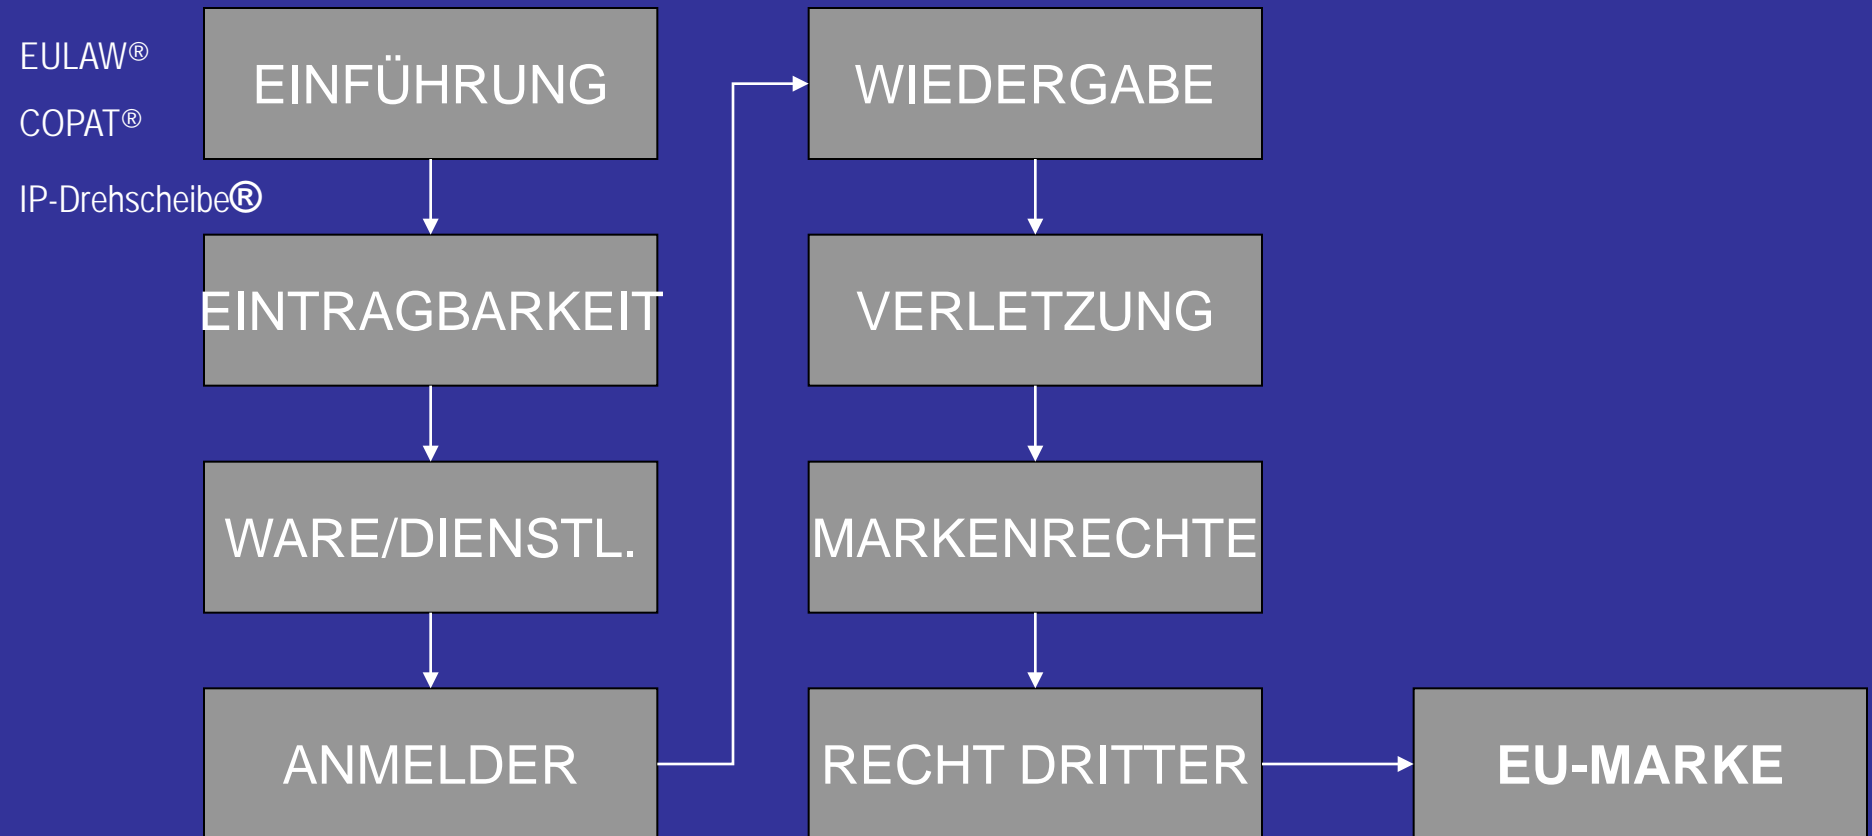 EULAW®
COPAT®
IP-Drehscheibe®
EINFÜHRUNG
EINTRAGBARKEIT
WARE/DIENSTL.
ANMELDER
WIEDERGABE
VERLETZUNG
MARKENRECHTE
RECHT DRITTER
EU-MARKE